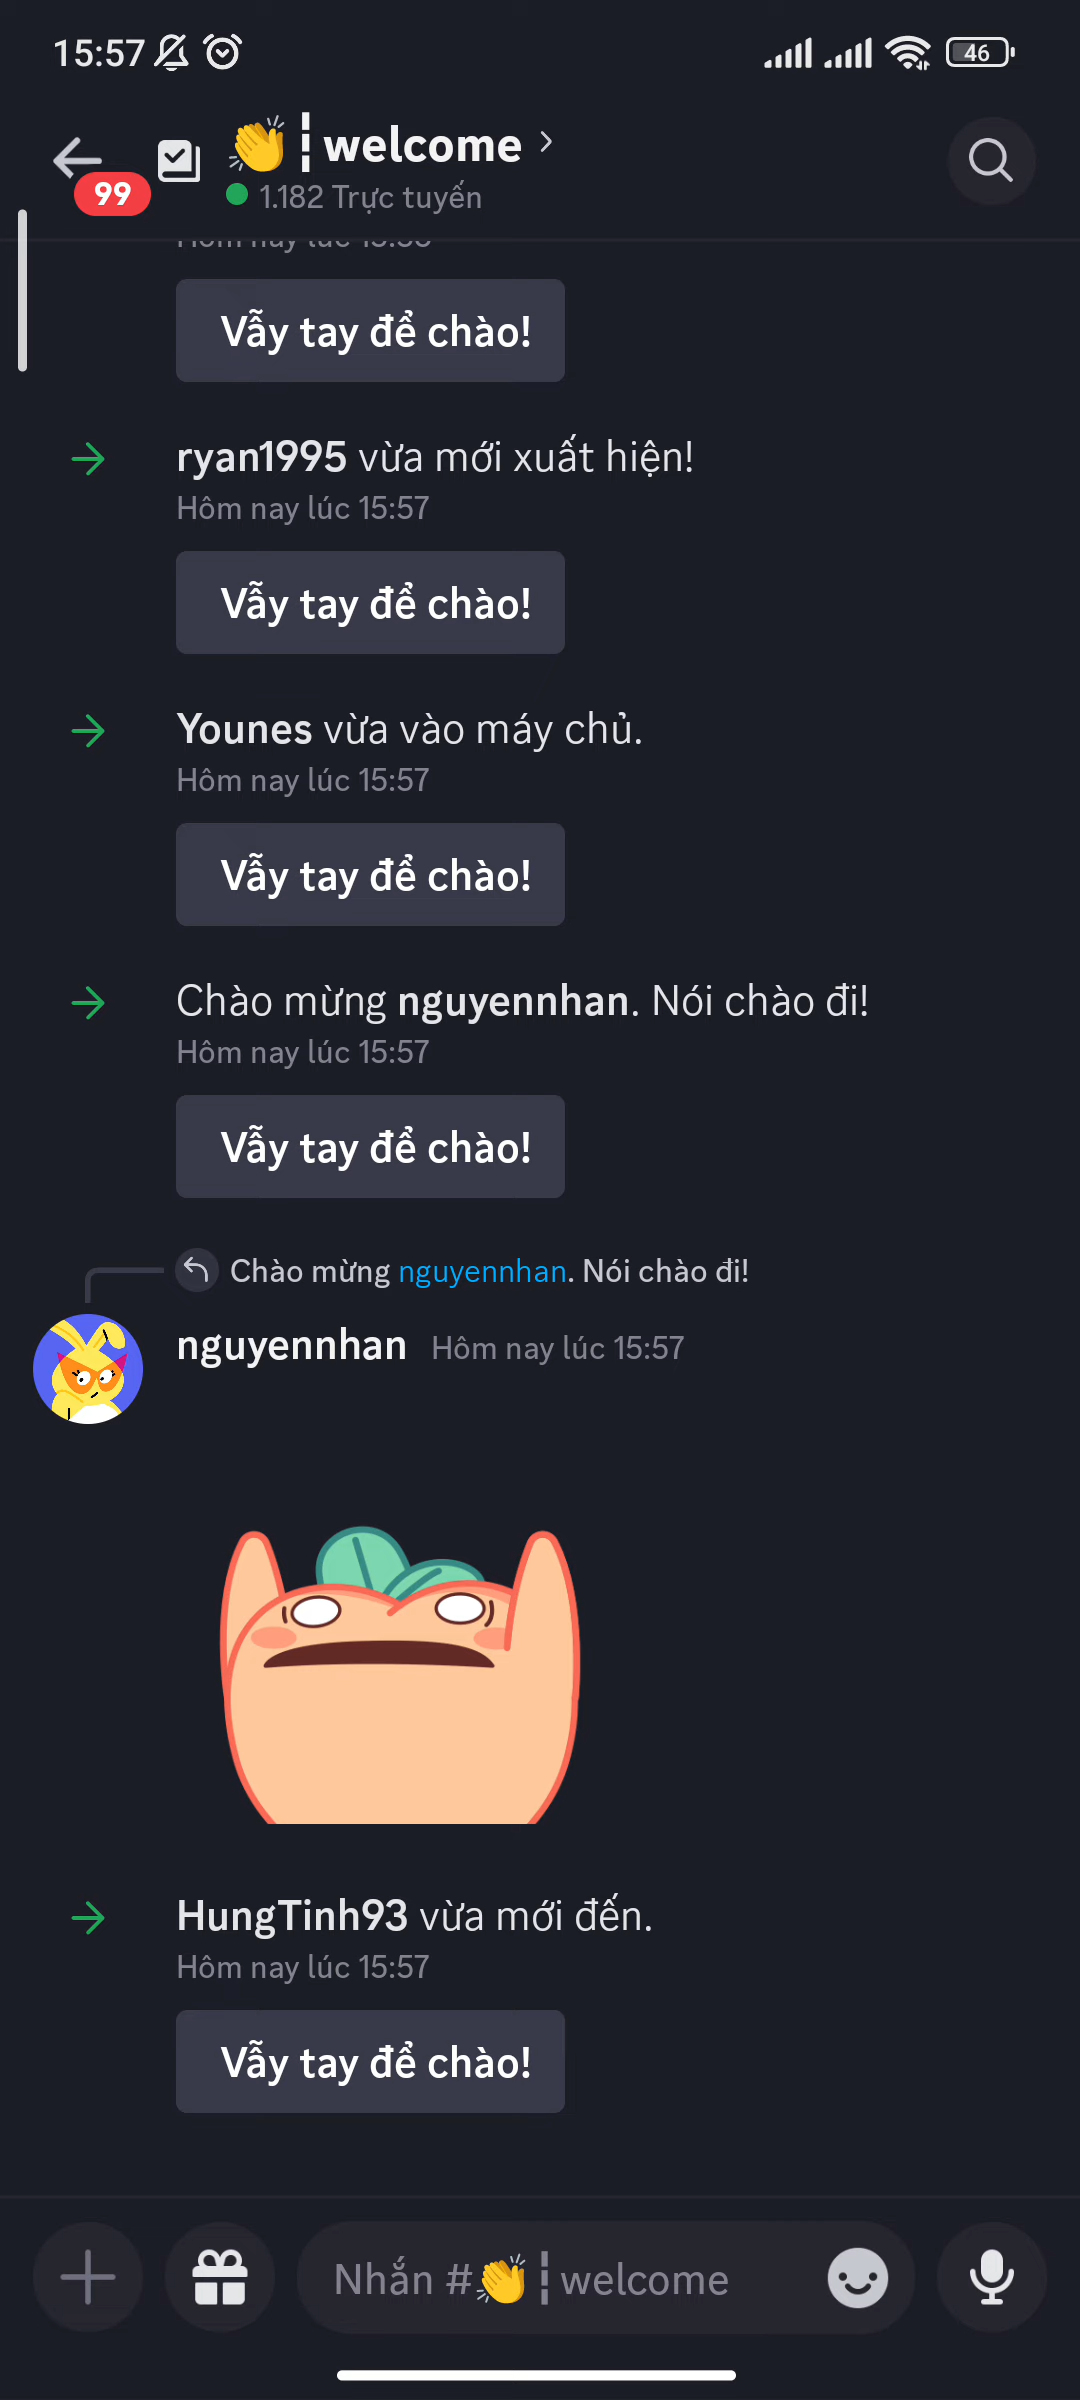 15:57
46
👏┇welcome
99
1.182 Trực tuyến
Vẫy tay để chào!
ryan1995 vừa mới xuất hiện!
Hôm nay lúc 15:57
Vẫy tay để chào!
Younes vừa vào máy chủ.
Hôm nay lúc 15:57
Vẫy tay để chào!
Chào mừng nguyennhan. Nói chào đi!
Hôm nay lúc 15:57
Vẫy tay để chào!
Chào mừng nguyennhan. Nói chào đi!
nguyennhan Hôm nay lúc 15:57
HungTinh93 vừa mới đến.
Hôm nay lúc 15:57
Vẫy tay để chào!
Nhắn #👏┇welcome